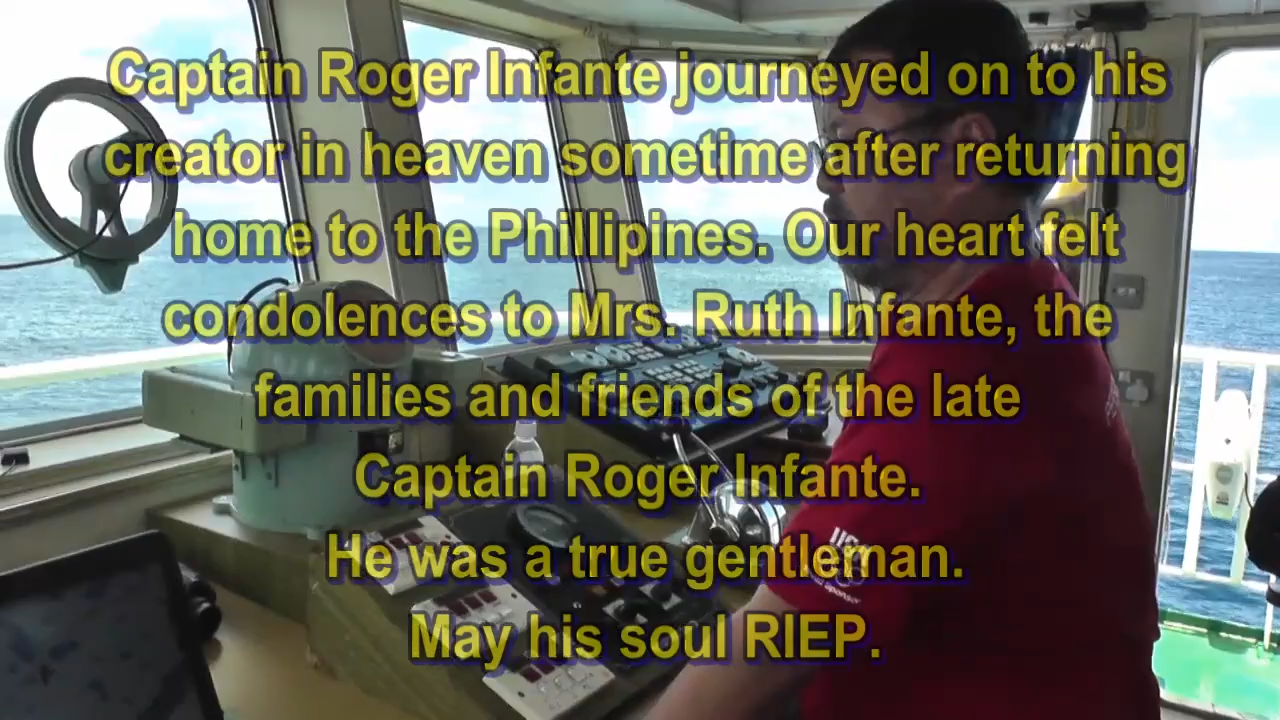 Captain Roger Infante journeyed on to his
creator in heaven sometime after returning
home to the Phillipines. Our heart felt
condolences to Mrs. Ruth Infante, the
families and friends of the late
Captain Roger Infante.
He was a true gentleman.
May his soul RIEP.